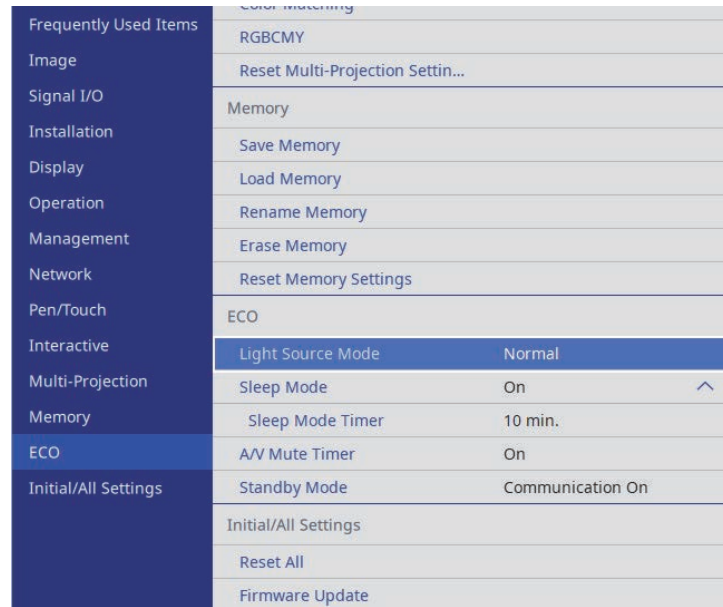 Frequently Used Items
Image
Signal I/O
Installation
Display
Operation
Management
Network
Pen/Touch
Interactive
Multi-Projection
Memory
ECO
Initial/All Settings
Color Matching
RGBCMY
Reset Multi-Projection Settin...
Memory
Save Memory
Load Memory
Rename Memory
Erase Memory
Reset Memory Settings
ECO
Light Source Mode Normal
Sleep Mode On
Sleep Mode Timer 10 min.
A/V Mute Timer On
Standby Mode Communication On
Initial/All Settings
Reset All
Firmware Update